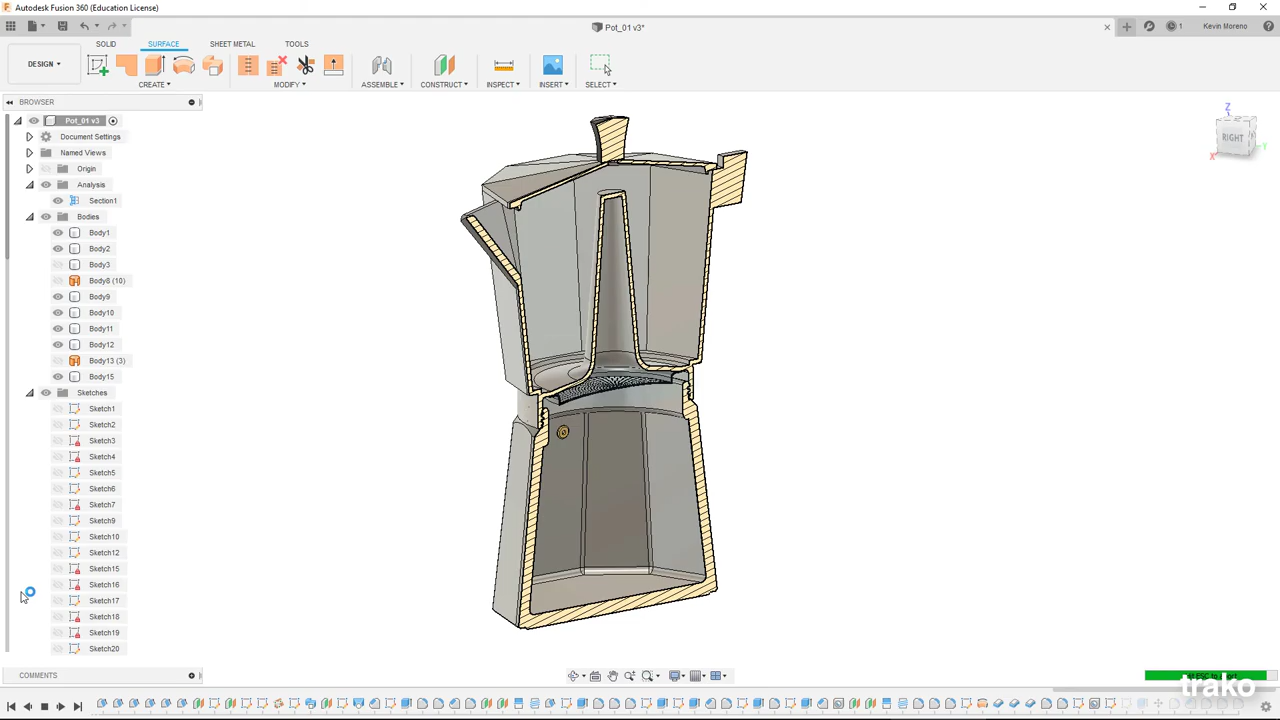 Autodesk Fusion 360 (Education License)
Pot_01 v3*
1
Kevin Moreno
SOLID
SURFACE
SHEET METAL
TOOLS
DESIGN
CREATE
MODIFY
ASSEMBLE
CONSTRUCT
INSPECT
INSERT
SELECT
BROWSER
Pot_01 v3
Document Settings
Named Views
Origin
Analysis
Section1
Bodies
Body1
Body2
Body3
Body8 (10)
Body9
Body10
Body11
Body12
Body13 (3)
Body15
Sketches
Sketch1
Sketch2
Sketch3
Sketch4
Sketch5
Sketch6
Sketch7
Sketch9
Sketch10
Sketch12
Sketch15
Sketch16
Sketch17
Sketch18
Sketch19
Sketch20
COMMENTS
Z
RIGHT
X
Y
trako